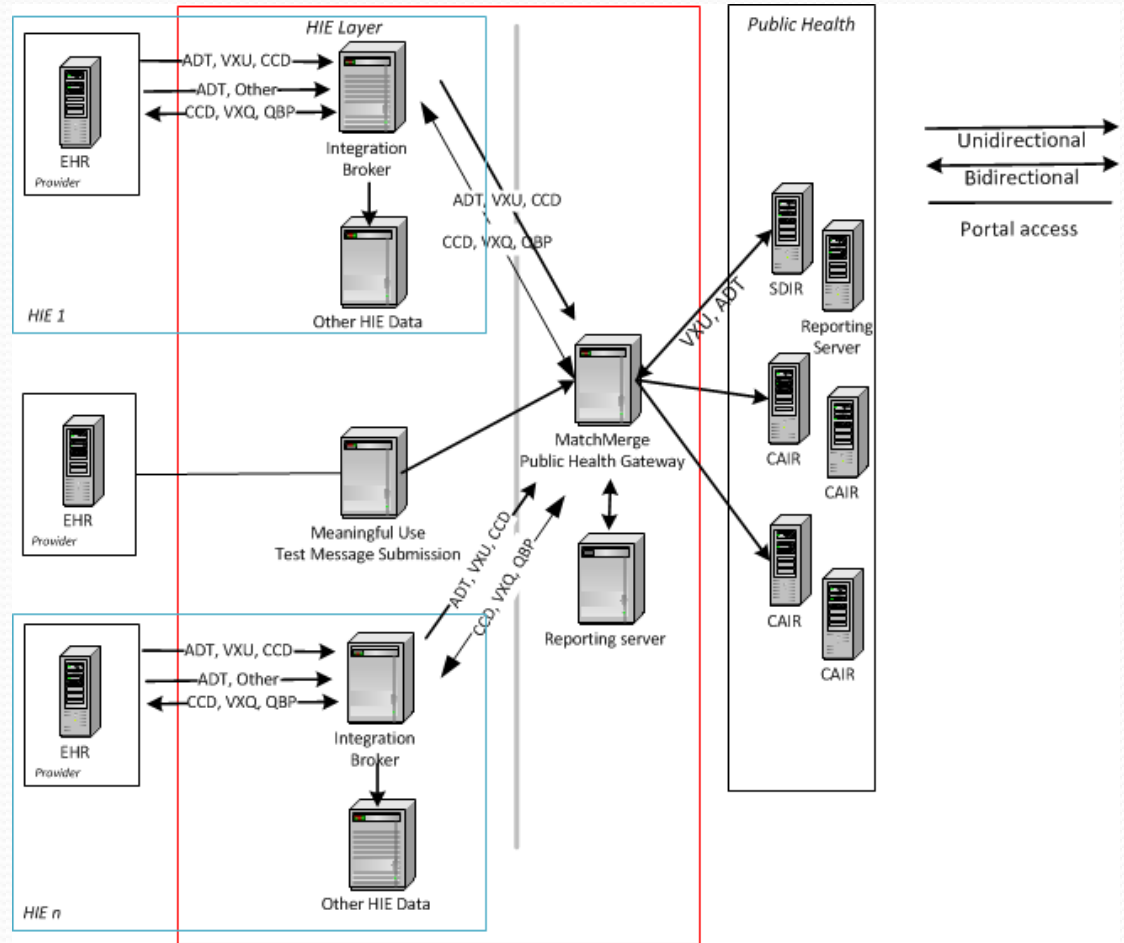 HIE Layer
Public Health
ADT, VXU, CCD
ADT, Other
CCD, VXQ, QBP
EHR
Provider
Integration
Broker
Other HIE Data
HIE 1
ADT, VXU, CCD
CCD, VXQ, QBP
VXU, ADT
SDIR
Reporting
Server
CAIR
CAIR
CAIR
CAIR
Unidirectional
Bidirectional
Portal access
MatchMerge
Public Health Gateway
EHR
Provider
Meaningful Use
Test Message Submission
ADT, VXU, CCD
CCD, VXQ, QBP
Reporting server
ADT, VXU, CCD
ADT, Other
CCD, VXQ, QBP
EHR
Provider
Integration
Broker
Other HIE Data
HIE n